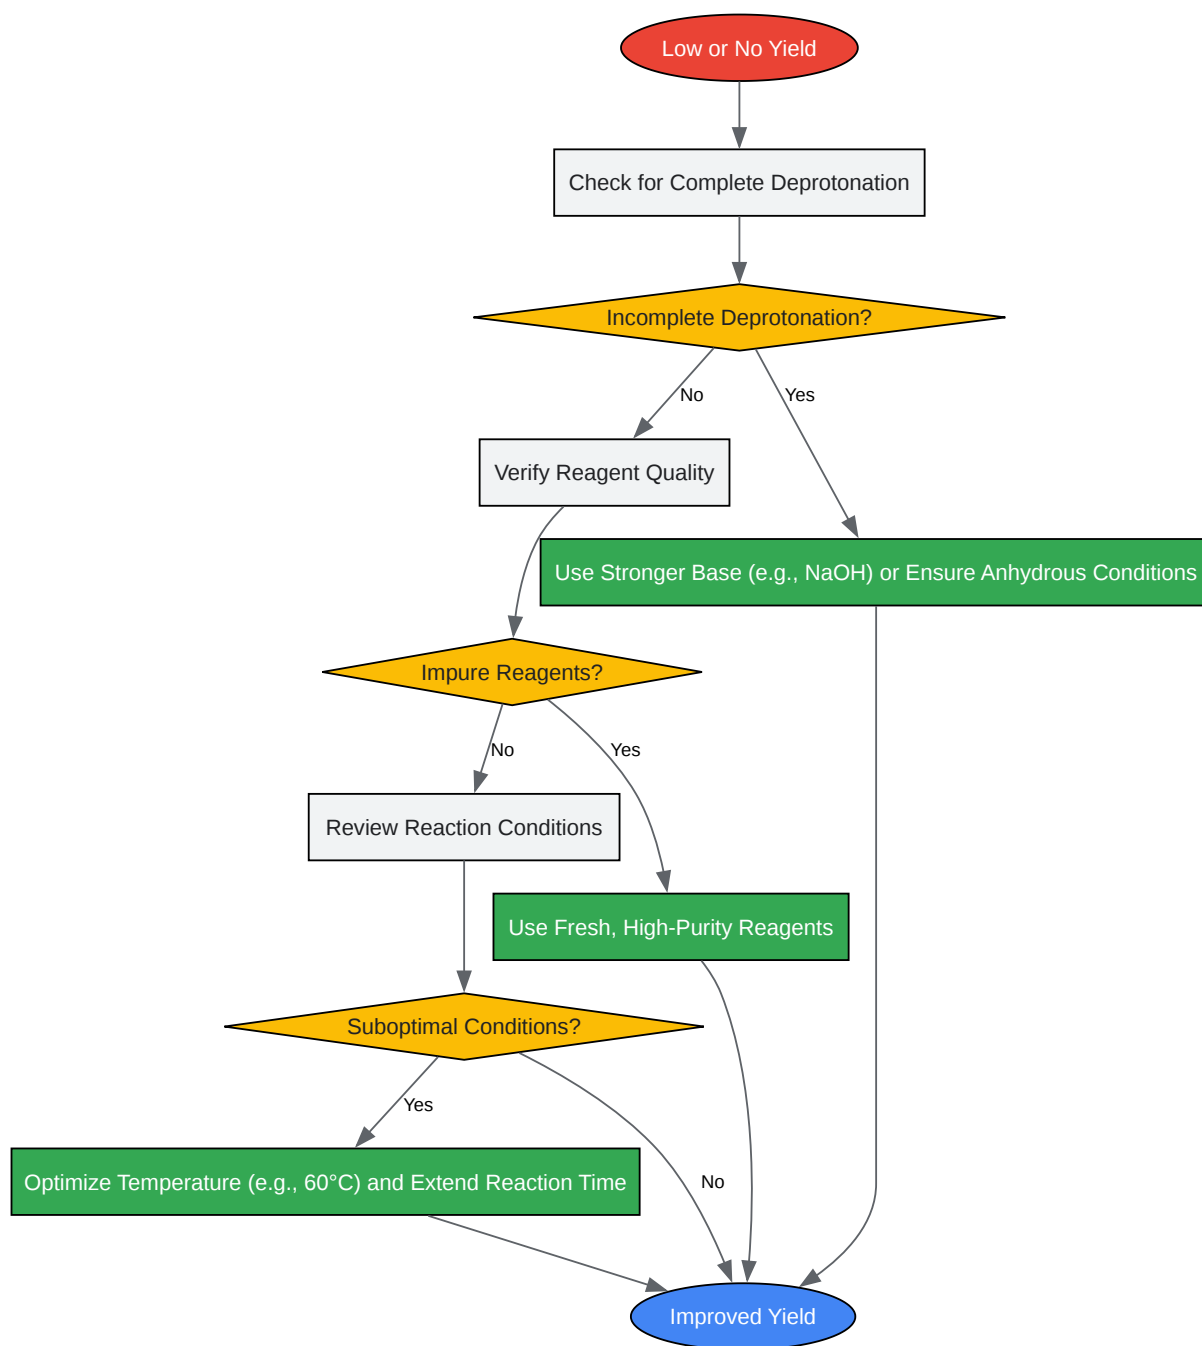 Low or No Yield
Check for Complete Deprotonation
Incomplete Deprotonation?
No
Yes
Verify Reagent Quality
Use Stronger Base (e.g., NaOH) or Ensure Anhydrous Conditions
Impure Reagents?
No
Yes
Review Reaction Conditions
Use Fresh, High-Purity Reagents
Suboptimal Conditions?
Yes
No
Optimize Temperature (e.g., 60°C) and Extend Reaction Time
Improved Yield